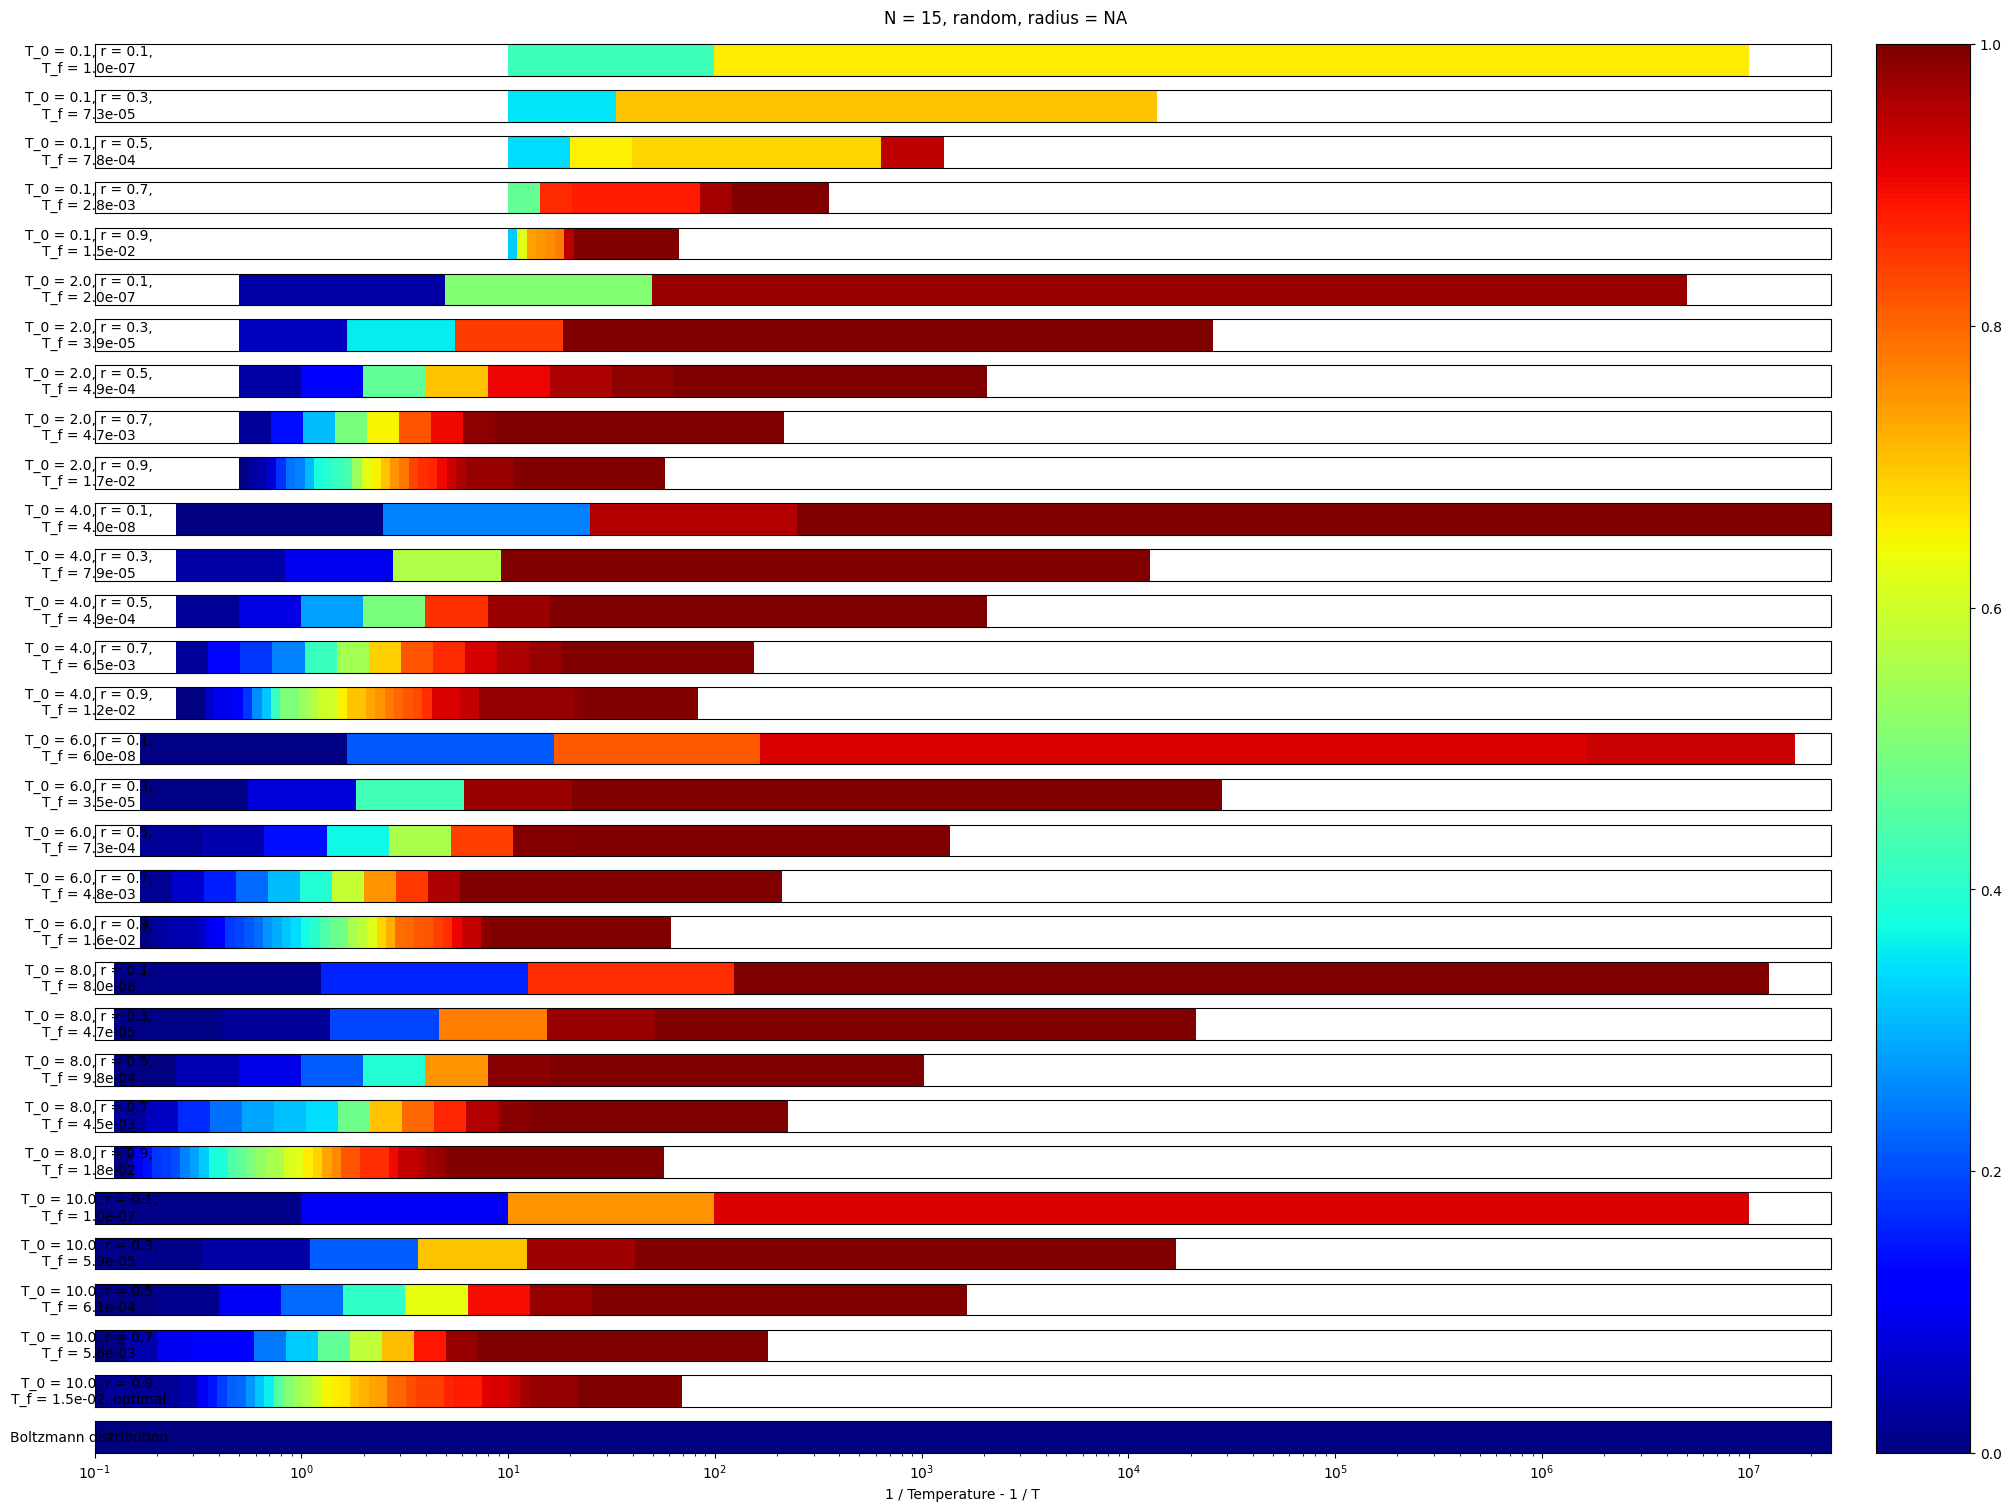 N = 15, random, radius = NA
T_0 = 0.1, r = 0.1,
T_f = 1.0e-07
T_0 = 0.1, r = 0.3,
T_f = 7.3e-05
T_0 = 0.1, r = 0.5,
T_f = 7.8e-04
T_0 = 0.1, r = 0.7,
T_f = 2.8e-03
T_0 = 0.1, r = 0.9,
T_f = 1.5e-02
T_0 = 2.0, r = 0.1,
T_f = 2.0e-07
T_0 = 2.0, r = 0.3,
T_f = 3.9e-05
T_0 = 2.0, r = 0.5,
T_f = 4.9e-04
T_0 = 2.0, r = 0.7,
T_f = 4.7e-03
T_0 = 2.0, r = 0.9,
T_f = 1.7e-02
T_0 = 4.0, r = 0.1,
T_f = 4.0e-08
T_0 = 4.0, r = 0.3,
T_f = 7.9e-05
T_0 = 4.0, r = 0.5,
T_f = 4.9e-04
T_0 = 4.0, r = 0.7,
T_f = 6.5e-03
T_0 = 4.0, r = 0.9,
T_f = 1.2e-02
T_0 = 6.0, r = 0.1,
T_f = 6.0e-08
T_0 = 6.0, r = 0.3,
T_f = 3.5e-05
T_0 = 6.0, r = 0.5,
T_f = 7.3e-04
T_0 = 6.0, r = 0.7,
T_f = 4.8e-03
T_0 = 6.0, r = 0.9,
T_f = 1.6e-02
T_0 = 8.0, r = 0.1,
T_f = 8.0e-08
T_0 = 8.0, r = 0.3,
T_f = 4.7e-05
T_0 = 8.0, r = 0.5,
T_f = 9.8e-04
T_0 = 8.0, r = 0.7,
T_f = 4.5e-03
T_0 = 8.0, r = 0.9,
T_f = 1.8e-02
T_0 = 10.0, r = 0.1,
T_f = 1.0e-07
T_0 = 10.0, r = 0.3,
T_f = 5.9e-05
T_0 = 10.0, r = 0.5,
T_f = 6.1e-04
T_0 = 10.0, r = 0.7,
T_f = 5.6e-03
T_0 = 10.0, r = 0.9,
T_f = 1.5e-02, optimal
Boltzmann distribution
10⁻¹ 10⁰ 10¹ 10² 10³ 10⁴ 10⁵ 10⁶ 10⁷
1 / Temperature - 1 / T
1.0
0.8
0.6
0.4
0.2
0.0